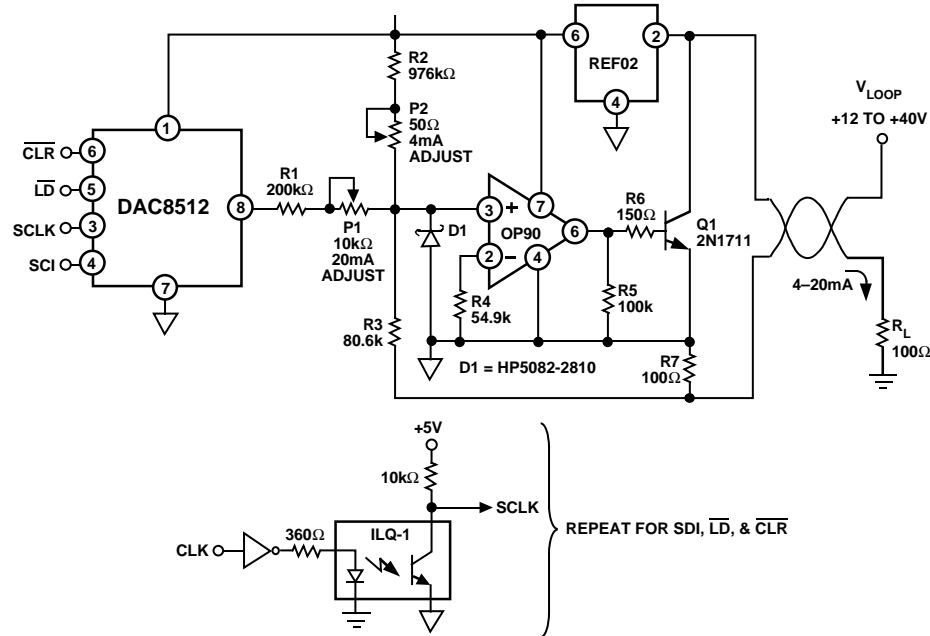 6
2
REF02
4
R2
976kΩ
P2
50Ω
4mA
ADJUST
V_LOOP
+12 TO +40V
1
CLR
6
LD
5
DAC8512
8
SCLK
3
SCI
4
7
R1
200kΩ
P1
10kΩ
20mA
ADJUST
3
+
7
OP90
6
2
–
4
D1
R6
150Ω
Q1
2N1711
R4
54.9k
R5
100k
R3
80.6k
D1 = HP5082-2810
R7
100Ω
4–20mA
R_L
100Ω
+5V
10kΩ
SCLK
ILQ-1
360Ω
CLK
REPEAT FOR SDI, LD, & CLR